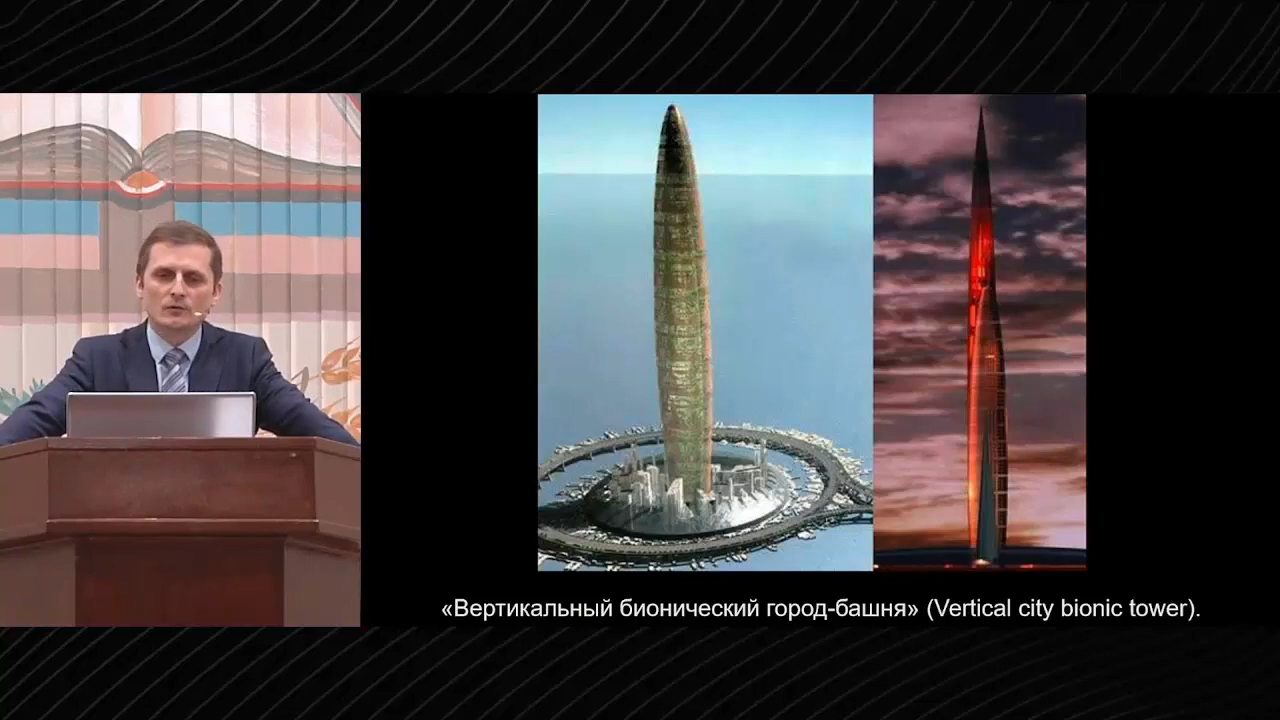 «Вертикальный бионический город-башня» (Vertical city bionic tower).